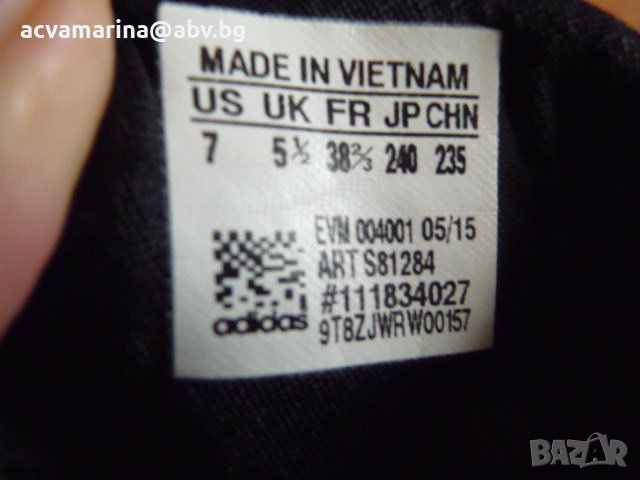 acvamarina@abv.bg
MADE IN VIETNAM
US UK FR JP CHN
7 5½ 38⅔ 240 235
EVM 004001 05/15
ART S81284
#111834027
adidas 9T8ZJWRW00157
BAZAR